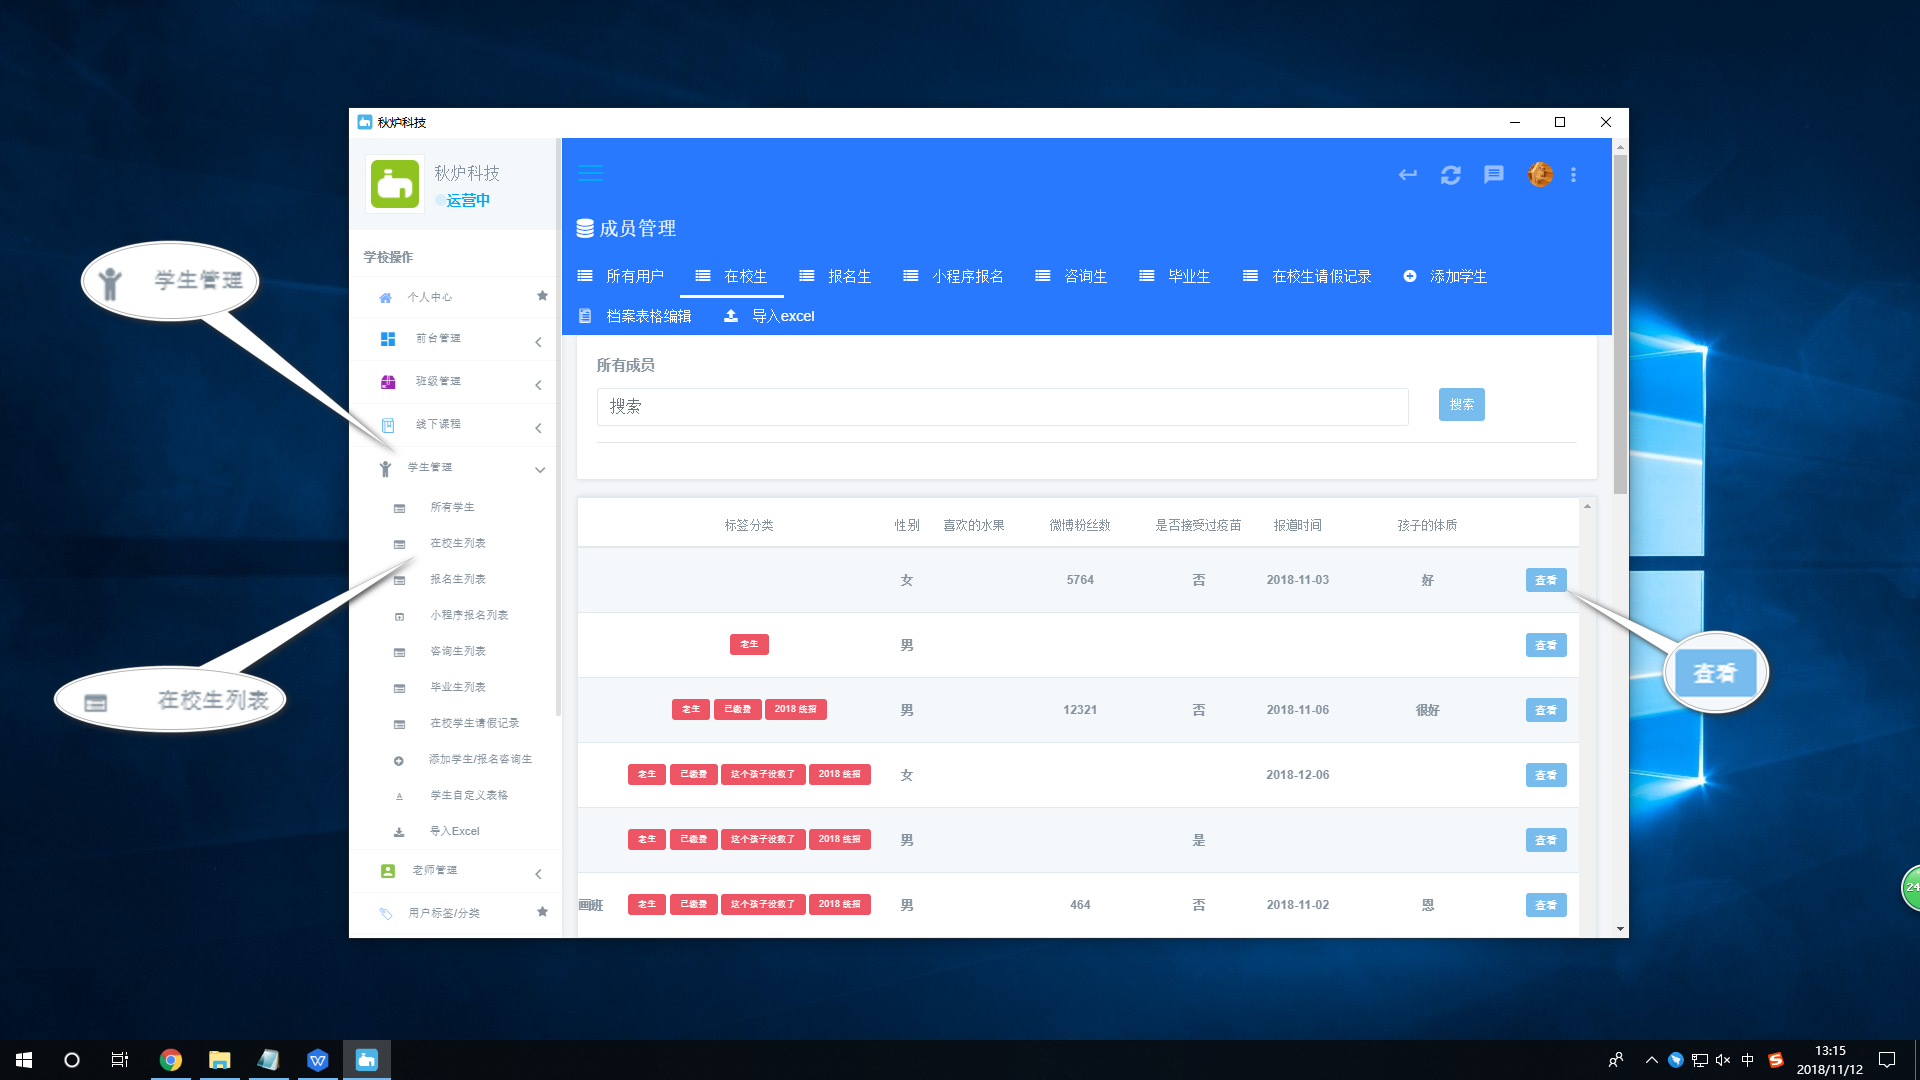 秋炉科技
秋炉科技
运营中
学校操作
个人中心
前台管理
班级管理
线下课程
学生管理
所有学生
在校生列表
报名生列表
小程序报名列表
咨询生列表
毕业生列表
在校学生请假记录
添加学生/报名咨询生
学生自定义表格
导入Excel
老师管理
用户标签/分类
学生管理
在校生列表
成员管理
所有用户 在校生 报名生 小程序报名 咨询生 毕业生 在校生请假记录 添加学生
档案表格编辑 导入excel
所有成员
搜索 搜索
标签分类 性别 喜欢的水果 微博粉丝数 是否接受过疫苗 报道时间 孩子的体质
女 5764 否 2018-11-03 好 查看
老生 男 查看
老生 已缴费 2018 统招 男 12321 否 2018-11-06 很好 查看
老生 已缴费 这个孩子没救了 2018 统招 女 2018-12-06 查看
老生 已缴费 这个孩子没救了 2018 统招 男 是 查看
画班 老生 已缴费 这个孩子没救了 2018 统招 男 464 否 2018-11-02 恩 查看
查看
24
中
13:15
2018/11/12